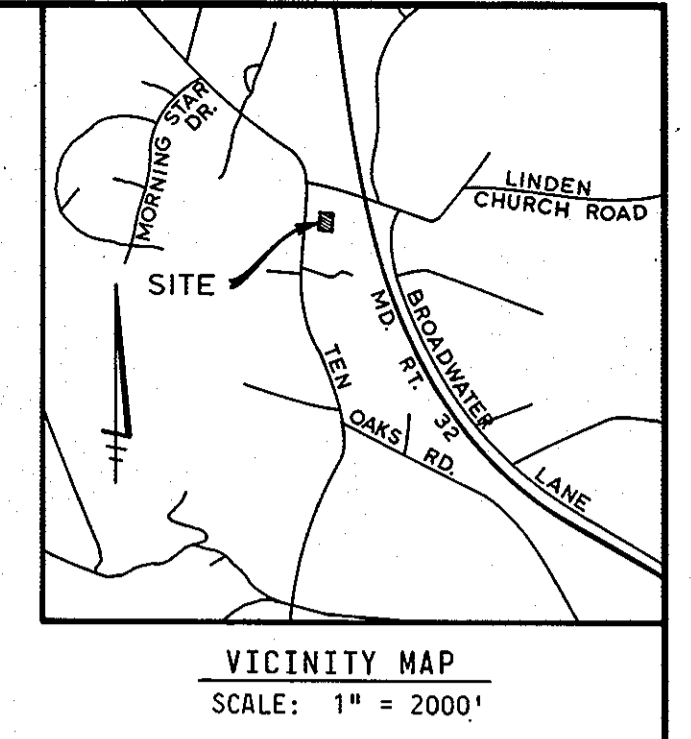 MORNING STAR DR.
LINDEN
CHURCH ROAD
SITE
MD. RT. 32
BROADWATER LANE
TEN OAKS RD.
VICINITY MAP
SCALE: 1" = 2000'